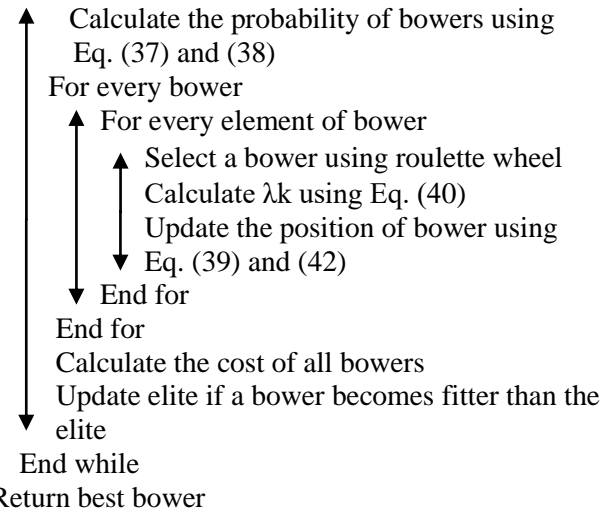 Calculate the probability of bowers using
Eq. (37) and (38)
For every bower
For every element of bower
Select a bower using roulette wheel
Calculate λk using Eq. (40)
Update the position of bower using
Eq. (39) and (42)
End for
End for
Calculate the cost of all bowers
Update elite if a bower becomes fitter than the
elite
End while
Return best bower